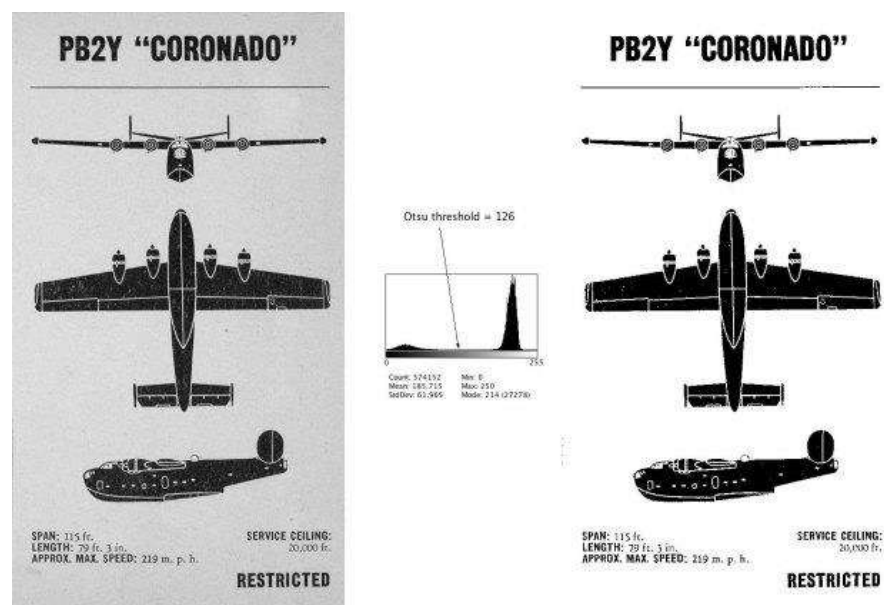 PB2Y “CORONADO”
SPAN: 115 ft.
LENGTH: 79 ft. 3 in.
APPROX. MAX. SPEED: 219 m. p. h.
SERVICE CEILING:
20,000 ft.
RESTRICTED
Otsu threshold = 126
0
255
Count: 574152
Mean: 185.715
StdDev: 61.965
Min: 0
Max: 250
Mode: 214 (27278)
PB2Y “CORONADO”
SPAN: 115 ft.
LENGTH: 79 ft. 3 in.
APPROX. MAX. SPEED: 219 m. p. h.
SERVICE CEILING:
20,000 ft.
RESTRICTED